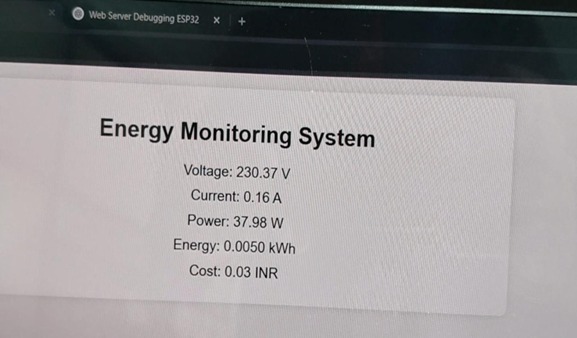 Web Server Debugging ESP32
Energy Monitoring System
Voltage: 230.37 V
Current: 0.16 A
Power: 37.98 W
Energy: 0.0050 kWh
Cost: 0.03 INR